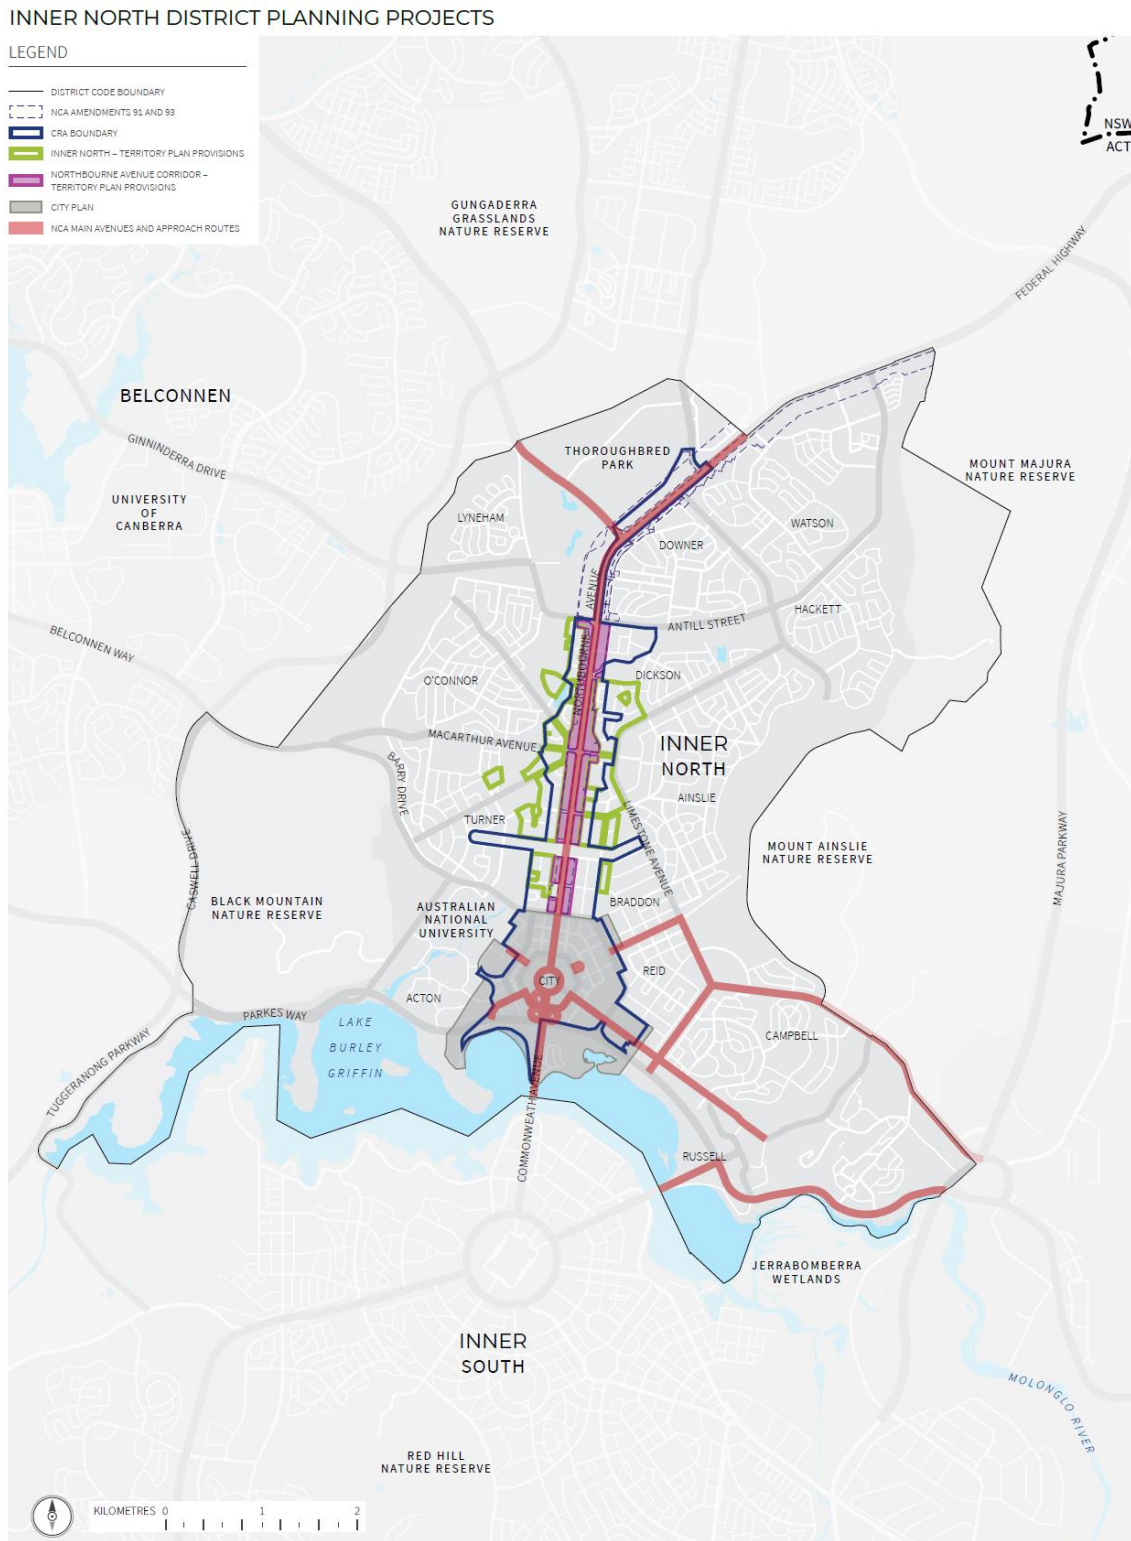 INNER NORTH DISTRICT PLANNING PROJECTS
LEGEND
DISTRICT CODE BOUNDARY
NCA AMENDMENTS 91 AND 93
CRA BOUNDARY
INNER NORTH – TERRITORY PLAN PROVISIONS
NORTHBOURNE AVENUE CORRIDOR –
TERRITORY PLAN PROVISIONS
CITY PLAN
NCA MAIN AVENUES AND APPROACH ROUTES
NSW
ACT
GUNGADERRA
GRASSLANDS
NATURE RESERVE
FEDERAL HIGHWAY
BELCONNEN
GINNINDERRA DRIVE
THOROUGHBRED
PARK
MOUNT MAJURA
NATURE RESERVE
UNIVERSITY
OF
CANBERRA
LYNEHAM
WATSON
DOWNER
NORTHBOURNE AVENUE
HACKETT
ANTILL STREET
BELCONNEN WAY
O'CONNOR
DICKSON
MACARTHUR AVENUE
INNER
NORTH
BARRY DRIVE
AINSLIE
LIMESTONE AVENUE
TURNER
MOUNT AINSLIE
NATURE RESERVE
MAJURA PARKWAY
CASWELL DRIVE
BLACK MOUNTAIN
NATURE RESERVE
AUSTRALIAN
NATIONAL
UNIVERSITY
BRADDON
REID
CITY
ACTON
PARKES WAY
LAKE
BURLEY
GRIFFIN
CAMPBELL
TUGGERANONG PARKWAY
COMMONWEATH AVENUE
RUSSELL
JERRABOMBERRA
WETLANDS
INNER
SOUTH
MOLONGLO RIVER
RED HILL
NATURE RESERVE
KILOMETRES 0 1 2